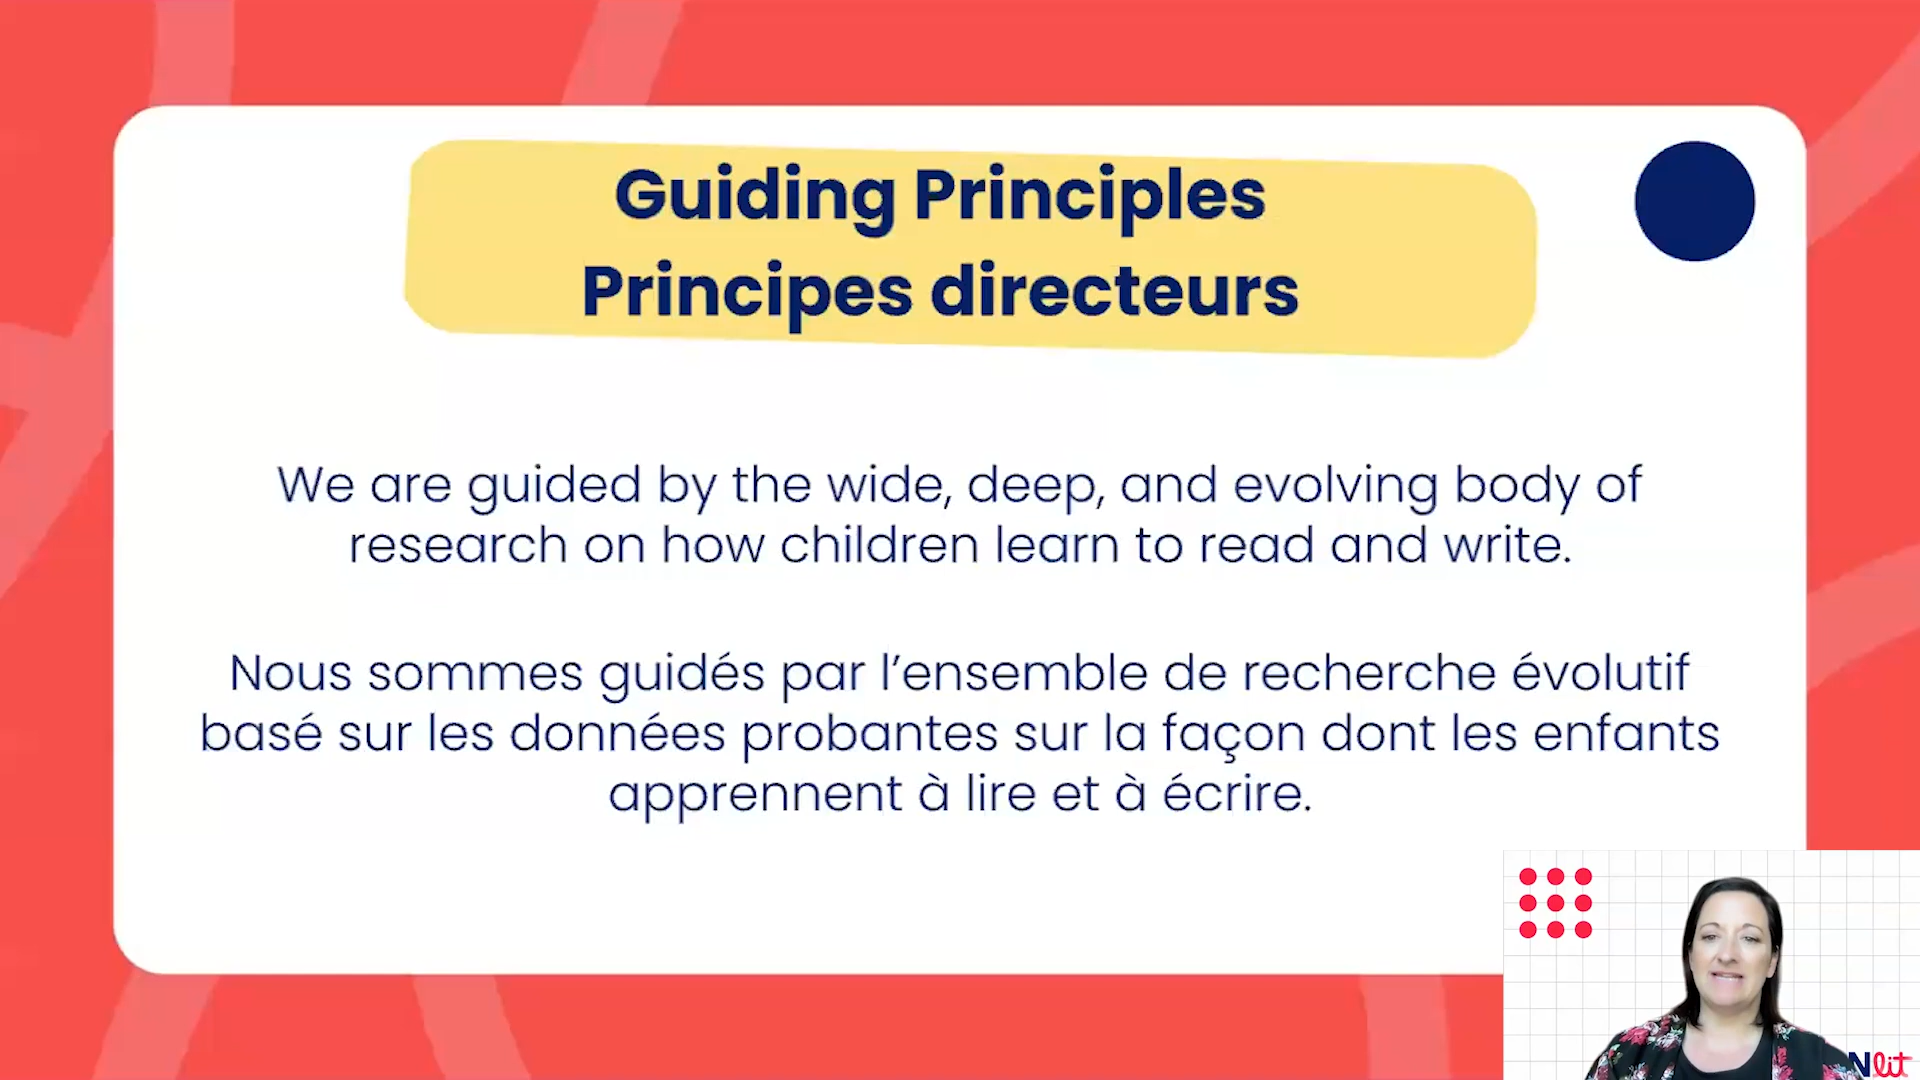 Guiding Principles
Principes directeurs
We are guided by the wide, deep, and evolving body of
research on how children learn to read and write.
Nous sommes guidés par l’ensemble de recherche évolutif
basé sur les données probantes sur la façon dont les enfants
apprennent à lire et à écrire.
Nlit